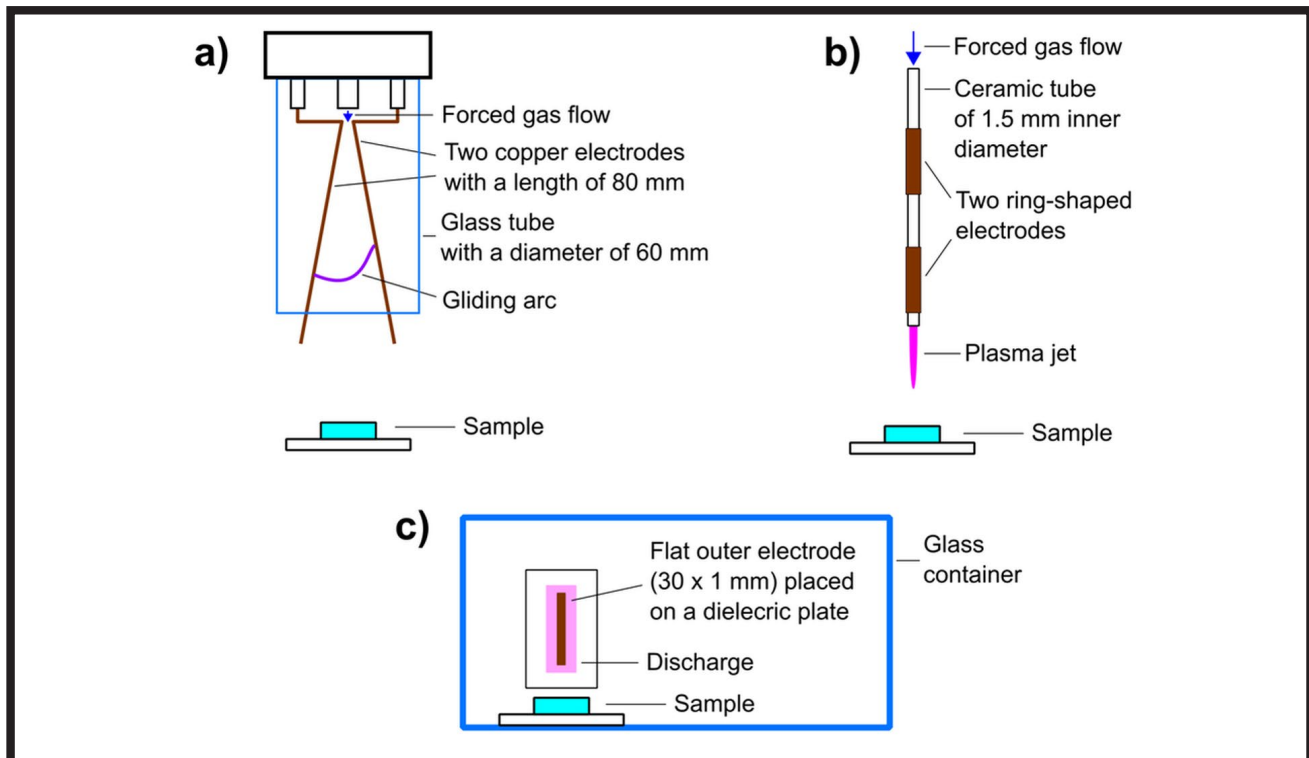 a)
Forced gas flow
Two copper electrodes
with a length of 80 mm
Glass tube
with a diameter of 60 mm
Gliding arc
Sample
b)
Forced gas flow
Ceramic tube
of 1.5 mm inner
diameter
Two ring-shaped
electrodes
Plasma jet
Sample
c)
Flat outer electrode
(30 x 1 mm) placed
on a dielecric plate
Discharge
Sample
Glass
container